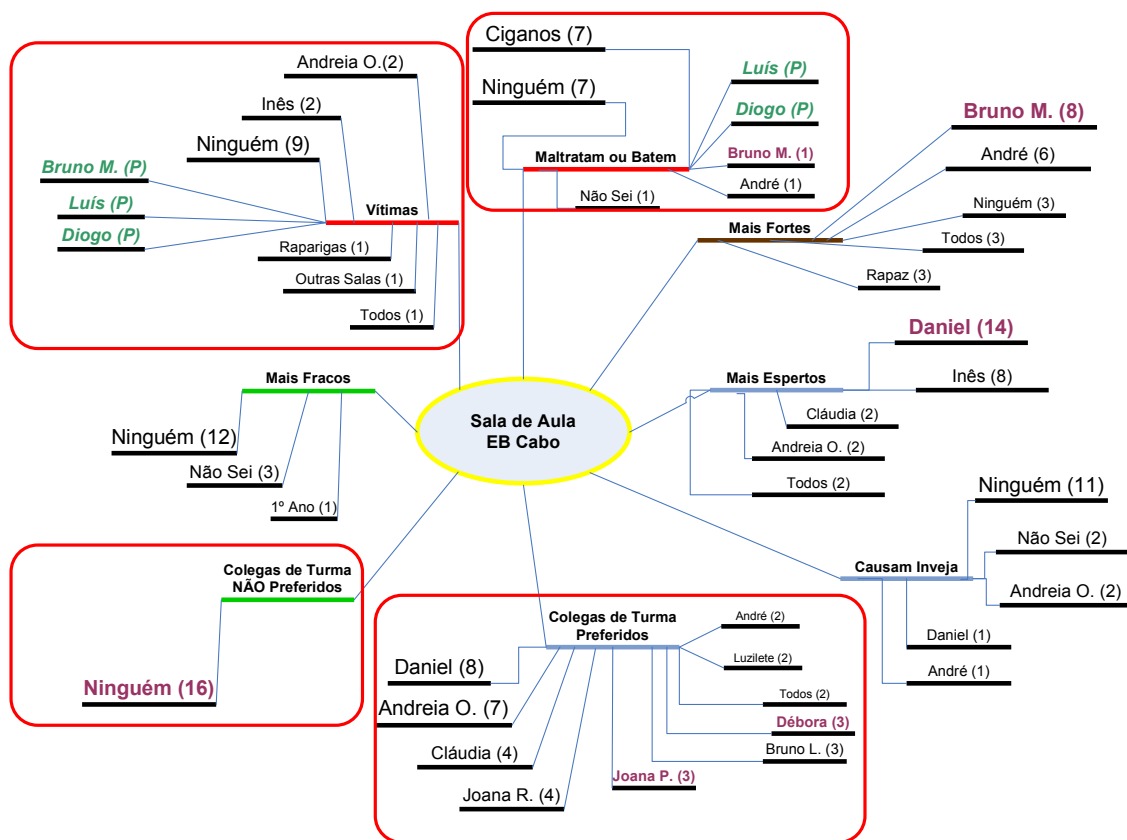 Andreia O.(2)
Inês (2)
Ninguém (9)
Bruno M. (P)
Luís (P)
Diogo (P)
Vítimas
Raparigas (1)
Outras Salas (1)
Todos (1)
Ciganos (7)
Ninguém (7)
Maltratam ou Batem
Não Sei (1)
Luís (P)
Diogo (P)
Bruno M. (1)
André (1)
Bruno M. (8)
André (6)
Ninguém (3)
Mais Fortes
Todos (3)
Rapaz (3)
Mais Fracos
Ninguém (12)
Não Sei (3)
1º Ano (1)
Sala de Aula
EB Cabo
Daniel (14)
Mais Espertos
Inês (8)
Cláudia (2)
Andreia O. (2)
Todos (2)
Ninguém (11)
Não Sei (2)
Causam Inveja
Andreia O. (2)
Daniel (1)
André (1)
Colegas de Turma
NÃO Preferidos
Ninguém (16)
Colegas de Turma
Preferidos
André (2)
Luzilete (2)
Daniel (8)
Todos (2)
Andreia O. (7)
Débora (3)
Cláudia (4)
Bruno L. (3)
Joana P. (3)
Joana R. (4)